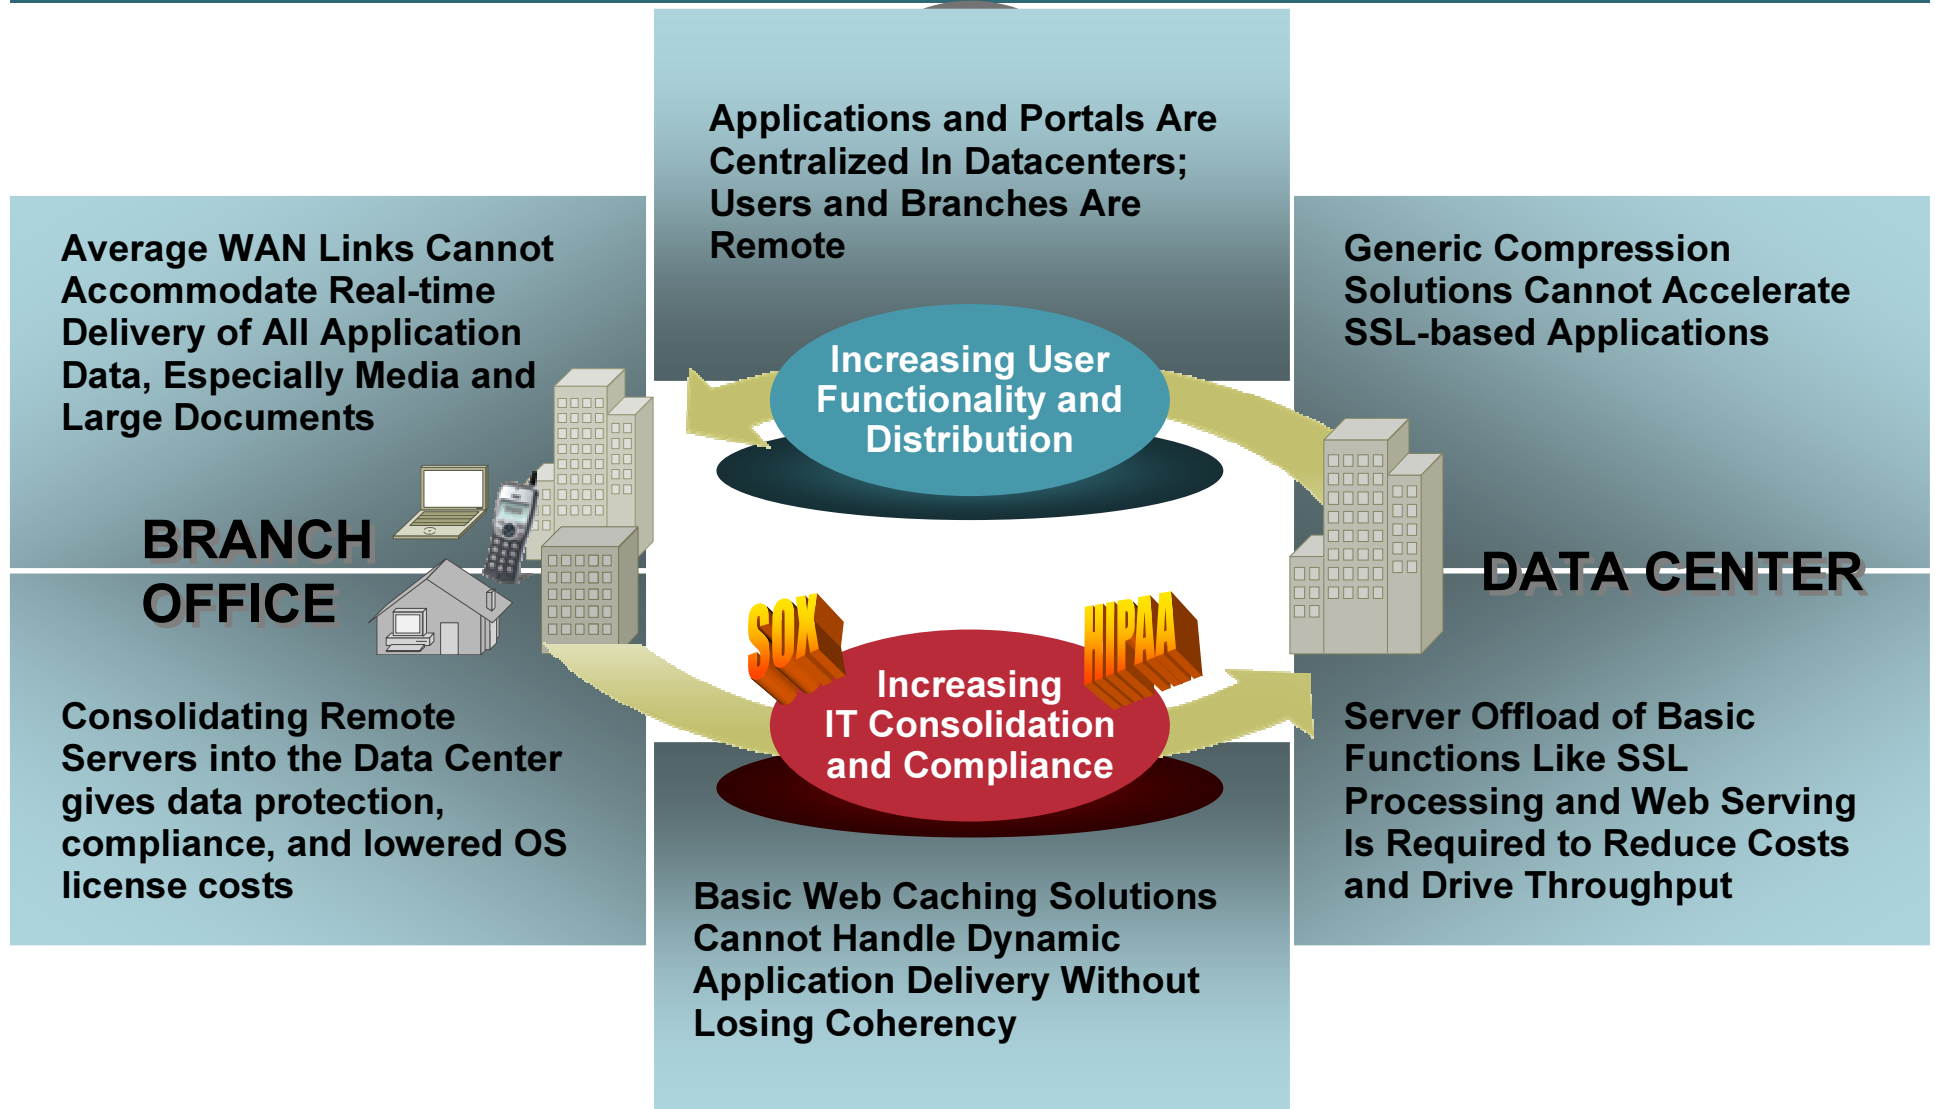 Applications and Portals Are
Centralized In Datacenters;
Users and Branches Are
Remote
Average WAN Links Cannot
Accommodate Real-time
Delivery of All Application
Data, Especially Media and
Large Documents
Generic Compression
Solutions Cannot Accelerate
SSL-based Applications
Increasing User
Functionality and
Distribution
BRANCH
OFFICE
DATA CENTER
SOX
HIPAA
Increasing
IT Consolidation
and Compliance
Consolidating Remote
Servers into the Data Center
gives data protection,
compliance, and lowered OS
license costs
Server Offload of Basic
Functions Like SSL
Processing and Web Serving
Is Required to Reduce Costs
and Drive Throughput
Basic Web Caching Solutions
Cannot Handle Dynamic
Application Delivery Without
Losing Coherency